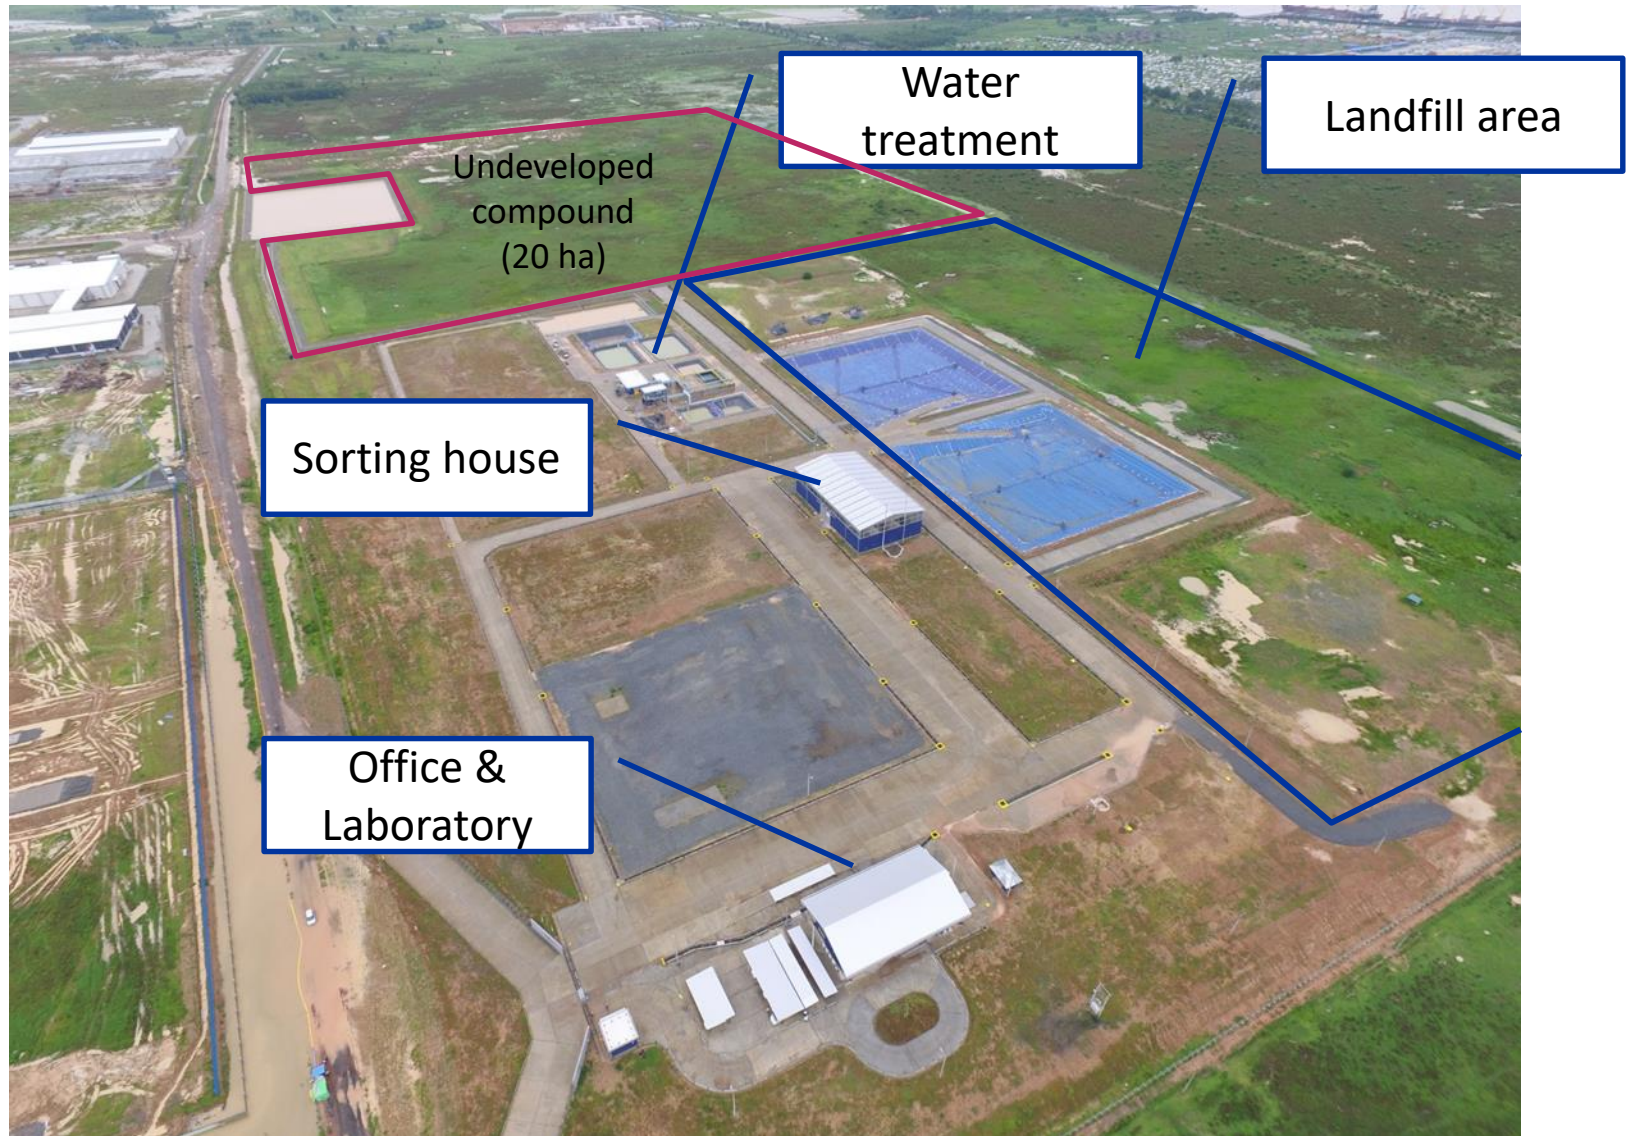 Water
treatment
Landfill area
Undeveloped
compound
(20 ha)
Sorting house
Office &
Laboratory